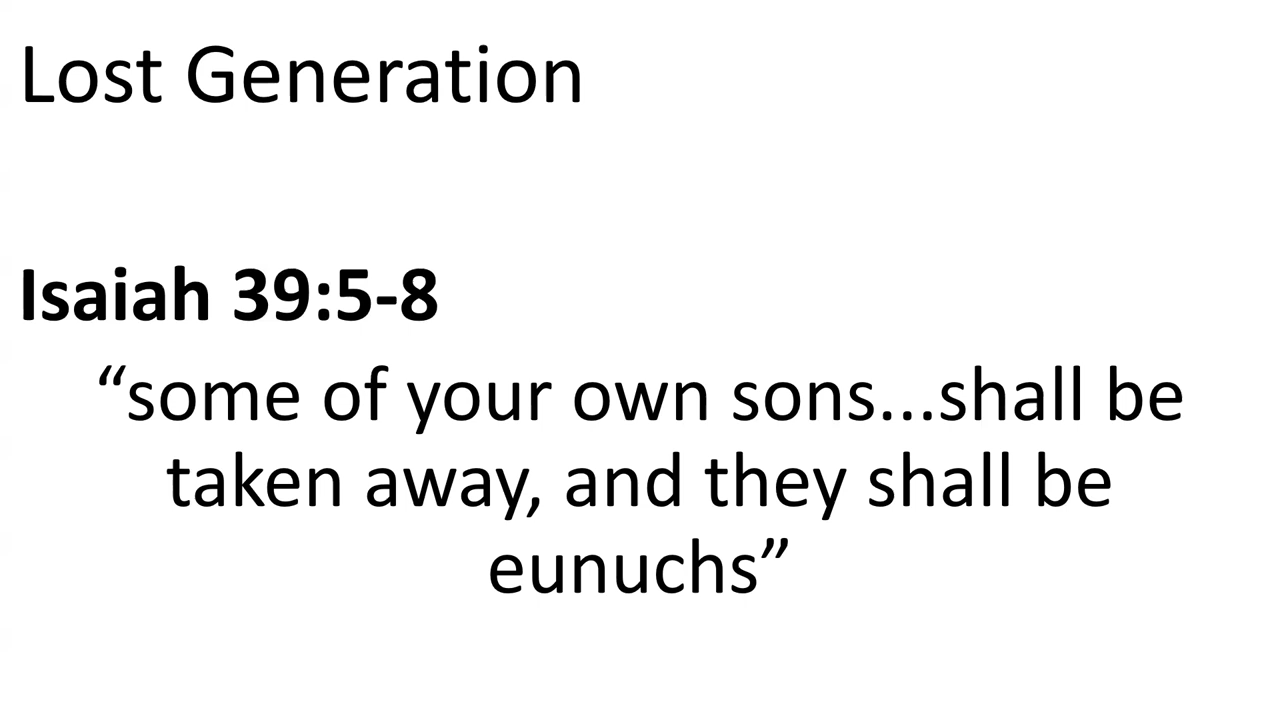 Lost Generation
Isaiah 39:5-8
“some of your own sons...shall be
taken away, and they shall be
eunuchs”